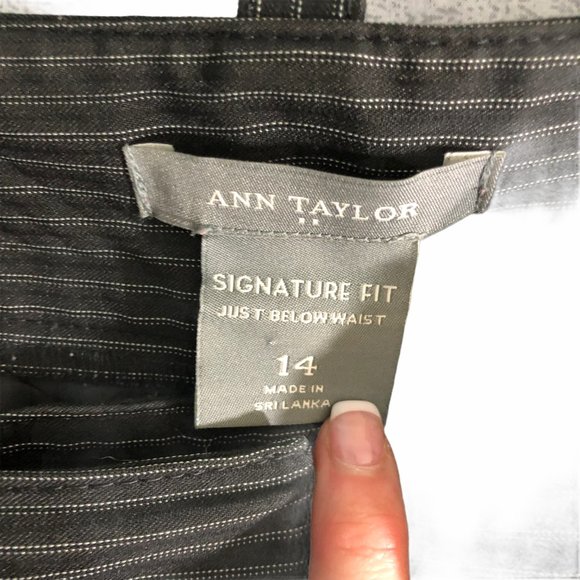 ANN TAYLOR
SIGNATURE FIT
JUST BELOW WAIST
14
MADE IN
SRI LANKA